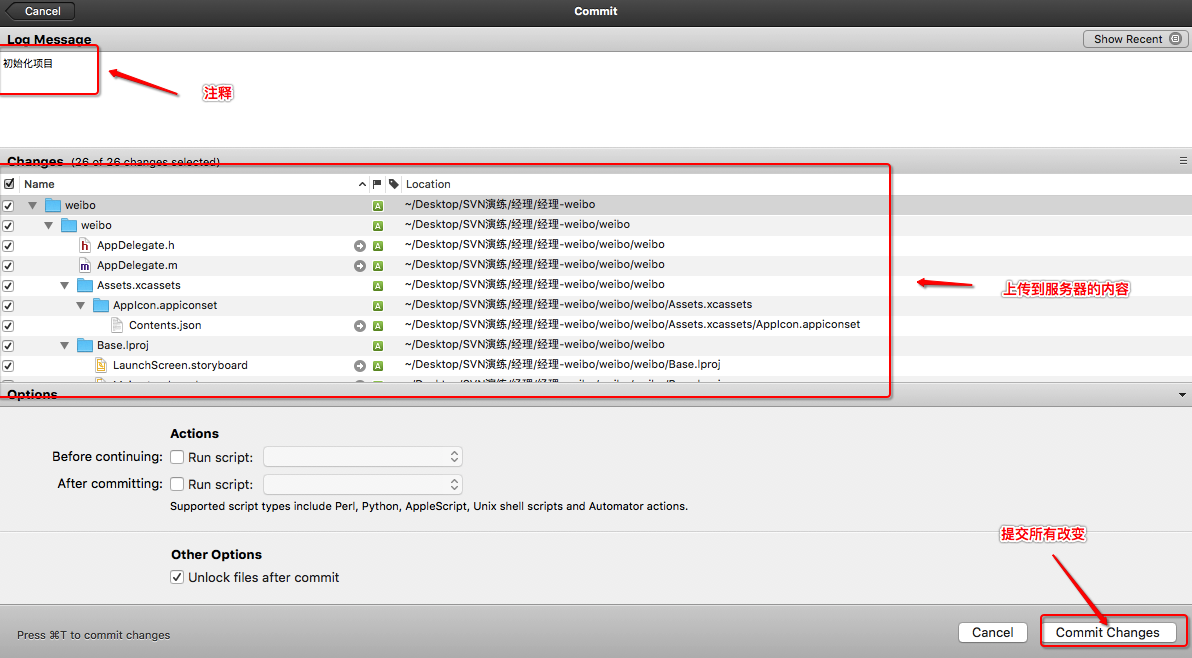 Cancel
Commit
Log Message
Show Recent
初始化项目
注释
Changes (26 of 26 changes selected)
Name
Location
weibo
A
~/Desktop/SVN演练/经理/经理-weibo
weibo
A
~/Desktop/SVN演练/经理/经理-weibo/weibo
h AppDelegate.h
A
~/Desktop/SVN演练/经理/经理-weibo/weibo/weibo
m AppDelegate.m
A
~/Desktop/SVN演练/经理/经理-weibo/weibo/weibo
Assets.xcassets
A
~/Desktop/SVN演练/经理/经理-weibo/weibo/weibo
上传到服务器的内容
AppIcon.appiconset
A
~/Desktop/SVN演练/经理/经理-weibo/weibo/weibo/Assets.xcassets
Contents.json
A
~/Desktop/SVN演练/经理/经理-weibo/weibo/weibo/Assets.xcassets/AppIcon.appiconset
Base.lproj
A
~/Desktop/SVN演练/经理/经理-weibo/weibo/weibo
LaunchScreen.storyboard
A
~/Desktop/SVN演练/经理/经理-weibo/weibo/weibo/Base.lproj
Options
Actions
Before continuing:
Run script:
After committing:
Run script:
Supported script types include Perl, Python, AppleScript, Unix shell scripts and Automator actions.
提交所有改变
Other Options
Unlock files after commit
Press ⌘T to commit changes
Cancel
Commit Changes